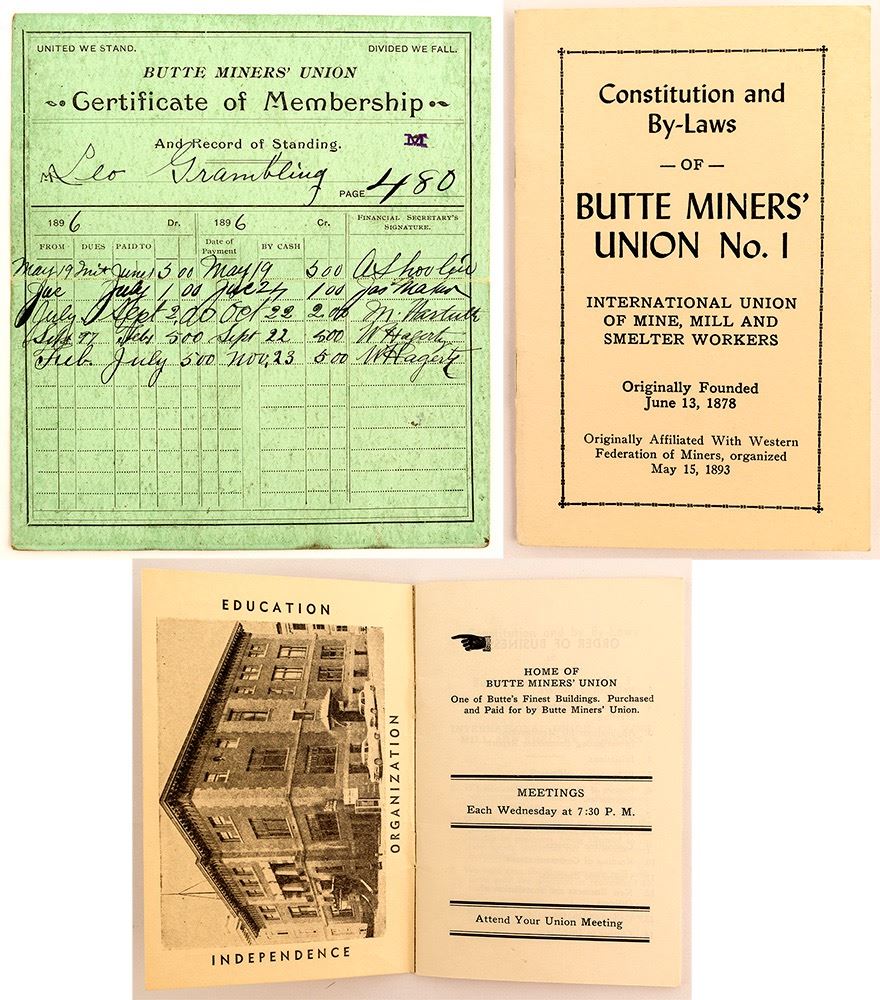 UNITED WE STAND. DIVIDED WE FALL.
BUTTE MINERS' UNION
Certificate of Membership
And Record of Standing.
M
Leo Grambling
PAGE 480
1896 Dr. 1896 Cr. FINANCIAL SECRETARY'S SIGNATURE.
FROM DUES PAID TO Date of Payment BY CASH
May 19 Init June 1 5 00 May 19 5 00
July 1 00 1 00
July Sept 2 00 Oct 22 2 00 M.
Sept 97 Feb 5 00 Sept 22 5 00 W Hagerty
Feb. July 5 00 Nov, 23 5 00 W Hagerty
Constitution and
By-Laws
— OF —
BUTTE MINERS'
UNION No. 1
INTERNATIONAL UNION
OF MINE, MILL AND
SMELTER WORKERS
Originally Founded
June 13, 1878
Originally Affiliated With Western
Federation of Miners, organized
May 15, 1893
EDUCATION
ORGANIZATION
INDEPENDENCE
HOME OF
BUTTE MINERS' UNION
One of Butte's Finest Buildings. Purchased
and Paid for by Butte Miners' Union.
MEETINGS
Each Wednesday at 7:30 P. M.
Attend Your Union Meeting